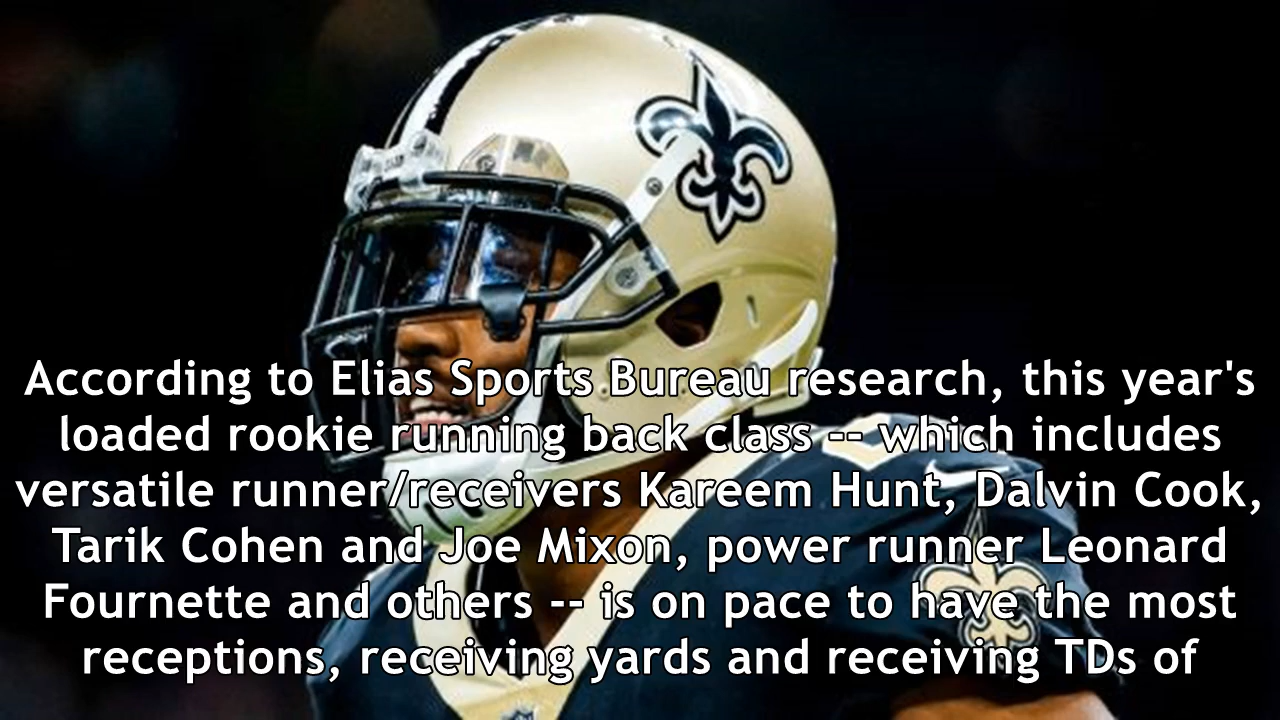 According to Elias Sports Bureau research, this year's
loaded rookie running back class -- which includes
versatile runner/receivers Kareem Hunt, Dalvin Cook,
Tarik Cohen and Joe Mixon, power runner Leonard
Fournette and others -- is on pace to have the most
receptions, receiving yards and receiving TDs of